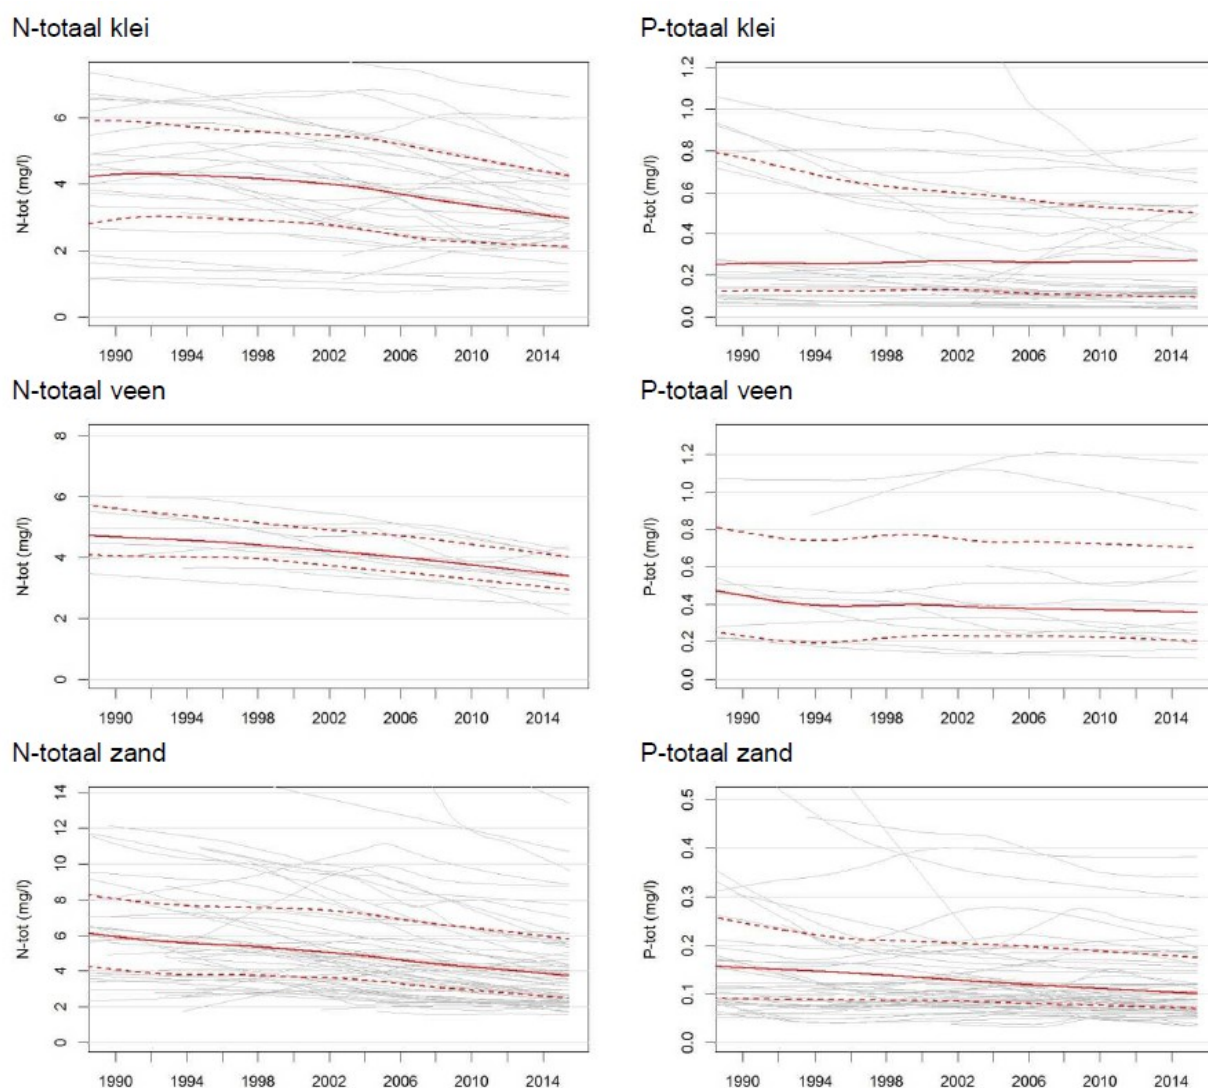 N-totaal klei
N-tot (mg/l)
6
4
2
0
1990 1994 1998 2002 2006 2010 2014
P-totaal klei
P-tot (mg/l)
1.2
1.0
0.8
0.6
0.4
0.2
0.0
1990 1994 1998 2002 2006 2010 2014
N-totaal veen
N-tot (mg/l)
8
6
4
2
0
1990 1994 1998 2002 2006 2010 2014
P-totaal veen
P-tot (mg/l)
1.2
1.0
0.8
0.6
0.4
0.2
0.0
1990 1994 1998 2002 2006 2010 2014
N-totaal zand
N-tot (mg/l)
14
12
10
8
6
4
2
0
1990 1994 1998 2002 2006 2010 2014
P-totaal zand
P-tot (mg/l)
0.5
0.4
0.3
0.2
0.1
0.0
1990 1994 1998 2002 2006 2010 2014